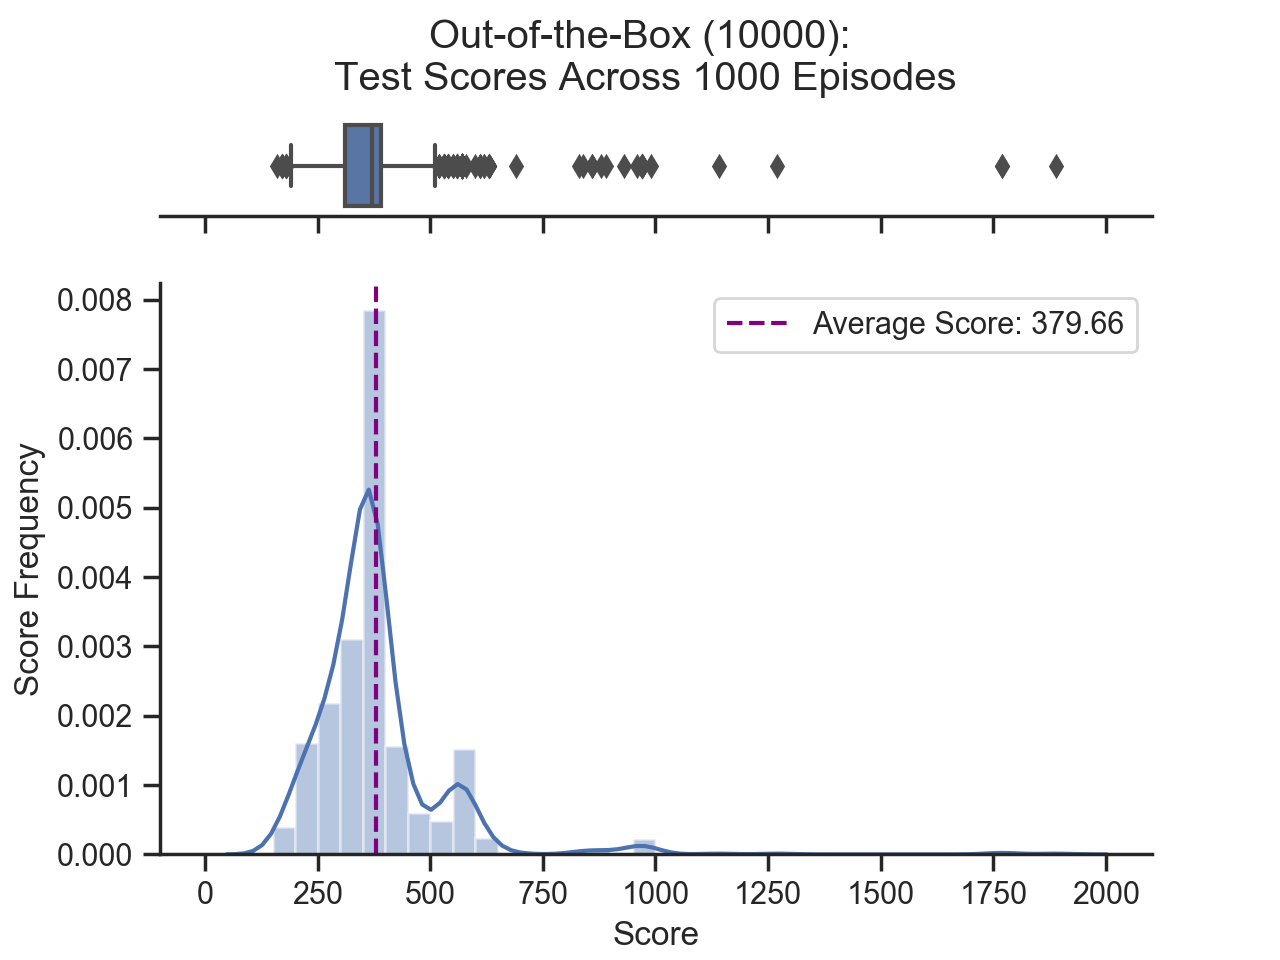 Out-of-the-Box (10000):
Test Scores Across 1000 Episodes
Average Score: 379.66
0.008
0.007
0.006
0.005
0.004
0.003
0.002
0.001
0.000
Score Frequency
0 250 500 750 1000 1250 1500 1750 2000
Score